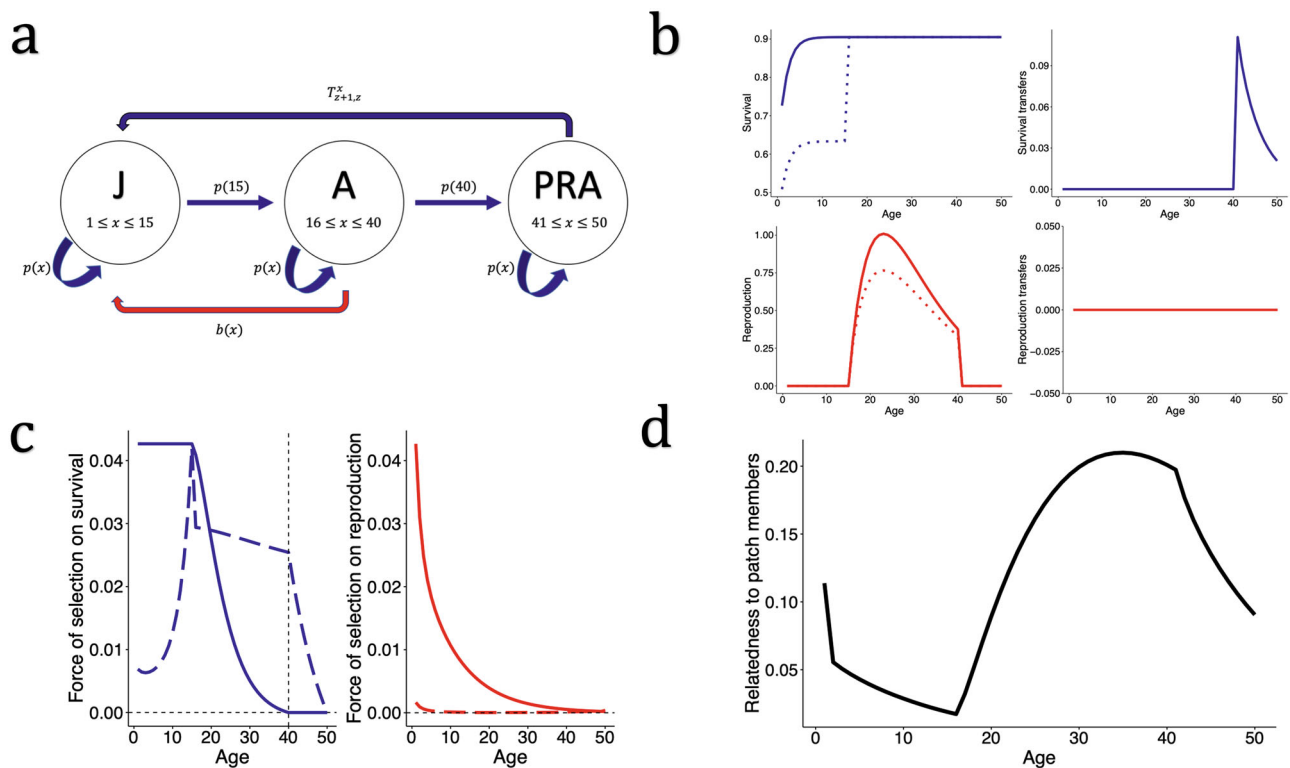 a
T^x_{z+1,z}
J
1 ≤ x ≤ 15
p(15)
A
16 ≤ x ≤ 40
p(40)
PRA
41 ≤ x ≤ 50
p(x)
p(x)
p(x)
b(x)
b
Survival
0.9
0.8
0.7
0.6
0.5
0 10 20 30 40 50
Age
Survival transfers
0.09
0.06
0.03
0.00
0 10 20 30 40 50
Age
Reproduction
1.00
0.75
0.50
0.25
0.00
0 10 20 30 40 50
Age
Reproduction transfers
0.050
0.025
0.000
−0.025
−0.050
0 10 20 30 40 50
Age
c
Force of selection on survival
0.04
0.03
0.02
0.01
0.00
0 10 20 30 40 50
Age
Force of selection on reproduction
0.04
0.03
0.02
0.01
0.00
0 10 20 30 40 50
Age
d
Relatedness to patch members
0.20
0.15
0.10
0.05
0 10 20 30 40 50
Age